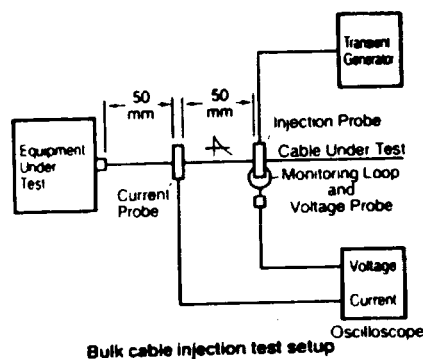 Transient
Generator
50
mm
50
mm
Injection Probe
Equipment
Under
Test
Cable Under Test
Current
Probe
Monitoring Loop
and
Voltage Probe
Voltage
Current
Oscilloscope
Bulk cable injection test setup